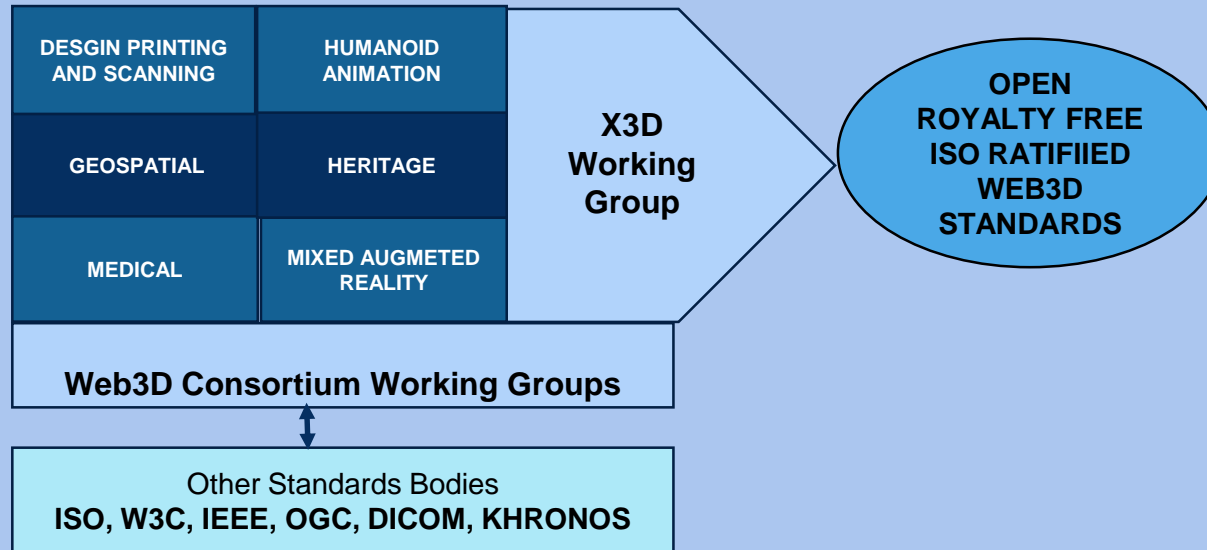 DESGIN PRINTING
AND SCANNING
HUMANOID
ANIMATION
GEOSPATIAL
HERITAGE
MEDICAL
MIXED AUGMETED
REALITY
X3D
Working
Group
OPEN
ROYALTY FREE
ISO RATIFIIED
WEB3D
STANDARDS
Web3D Consortium Working Groups
Other Standards Bodies
ISO, W3C, IEEE, OGC, DICOM, KHRONOS